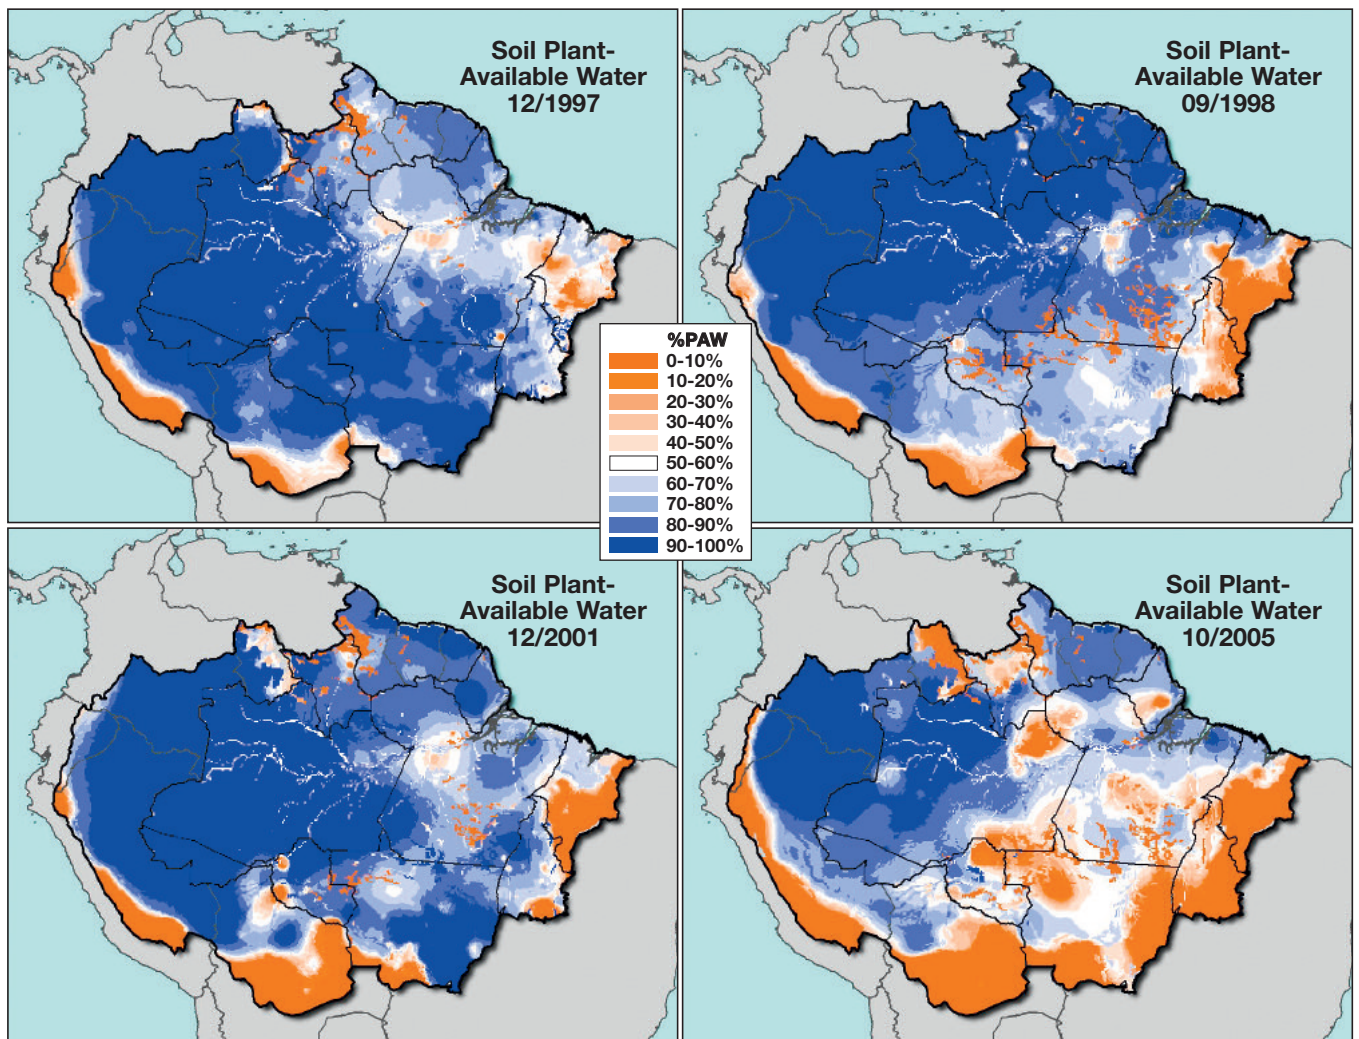 Soil Plant-
Available Water
12/1997
Soil Plant-
Available Water
09/1998
%PAW
0-10%
10-20%
20-30%
30-40%
40-50%
50-60%
60-70%
70-80%
80-90%
90-100%
Soil Plant-
Available Water
12/2001
Soil Plant-
Available Water
10/2005